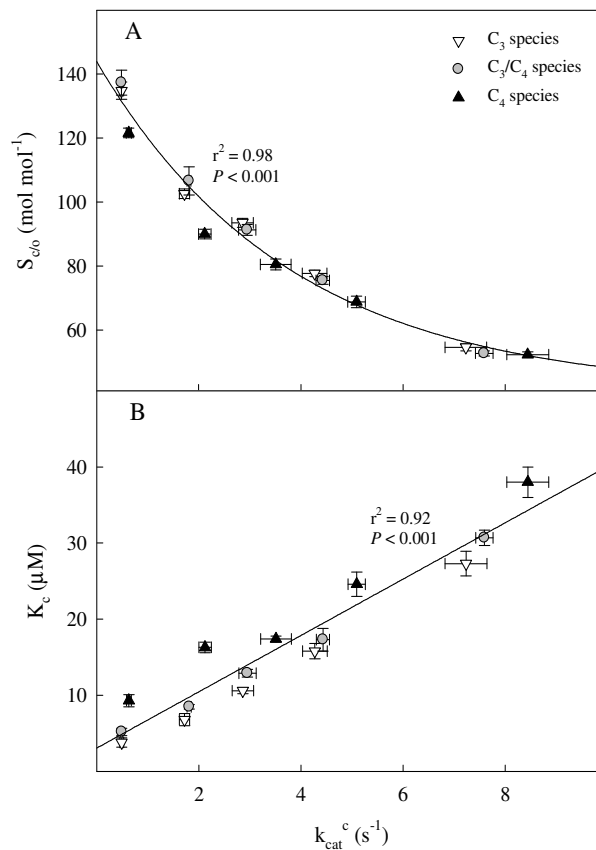 A
C3 species
C3/C4 species
C4 species
140
120
100
80
60
r2 = 0.98
P < 0.001
Sc/o (mol mol-1)
B
40
30
20
10
r2 = 0.92
P < 0.001
Kc (μM)
2 4 6 8
kcatc (s-1)